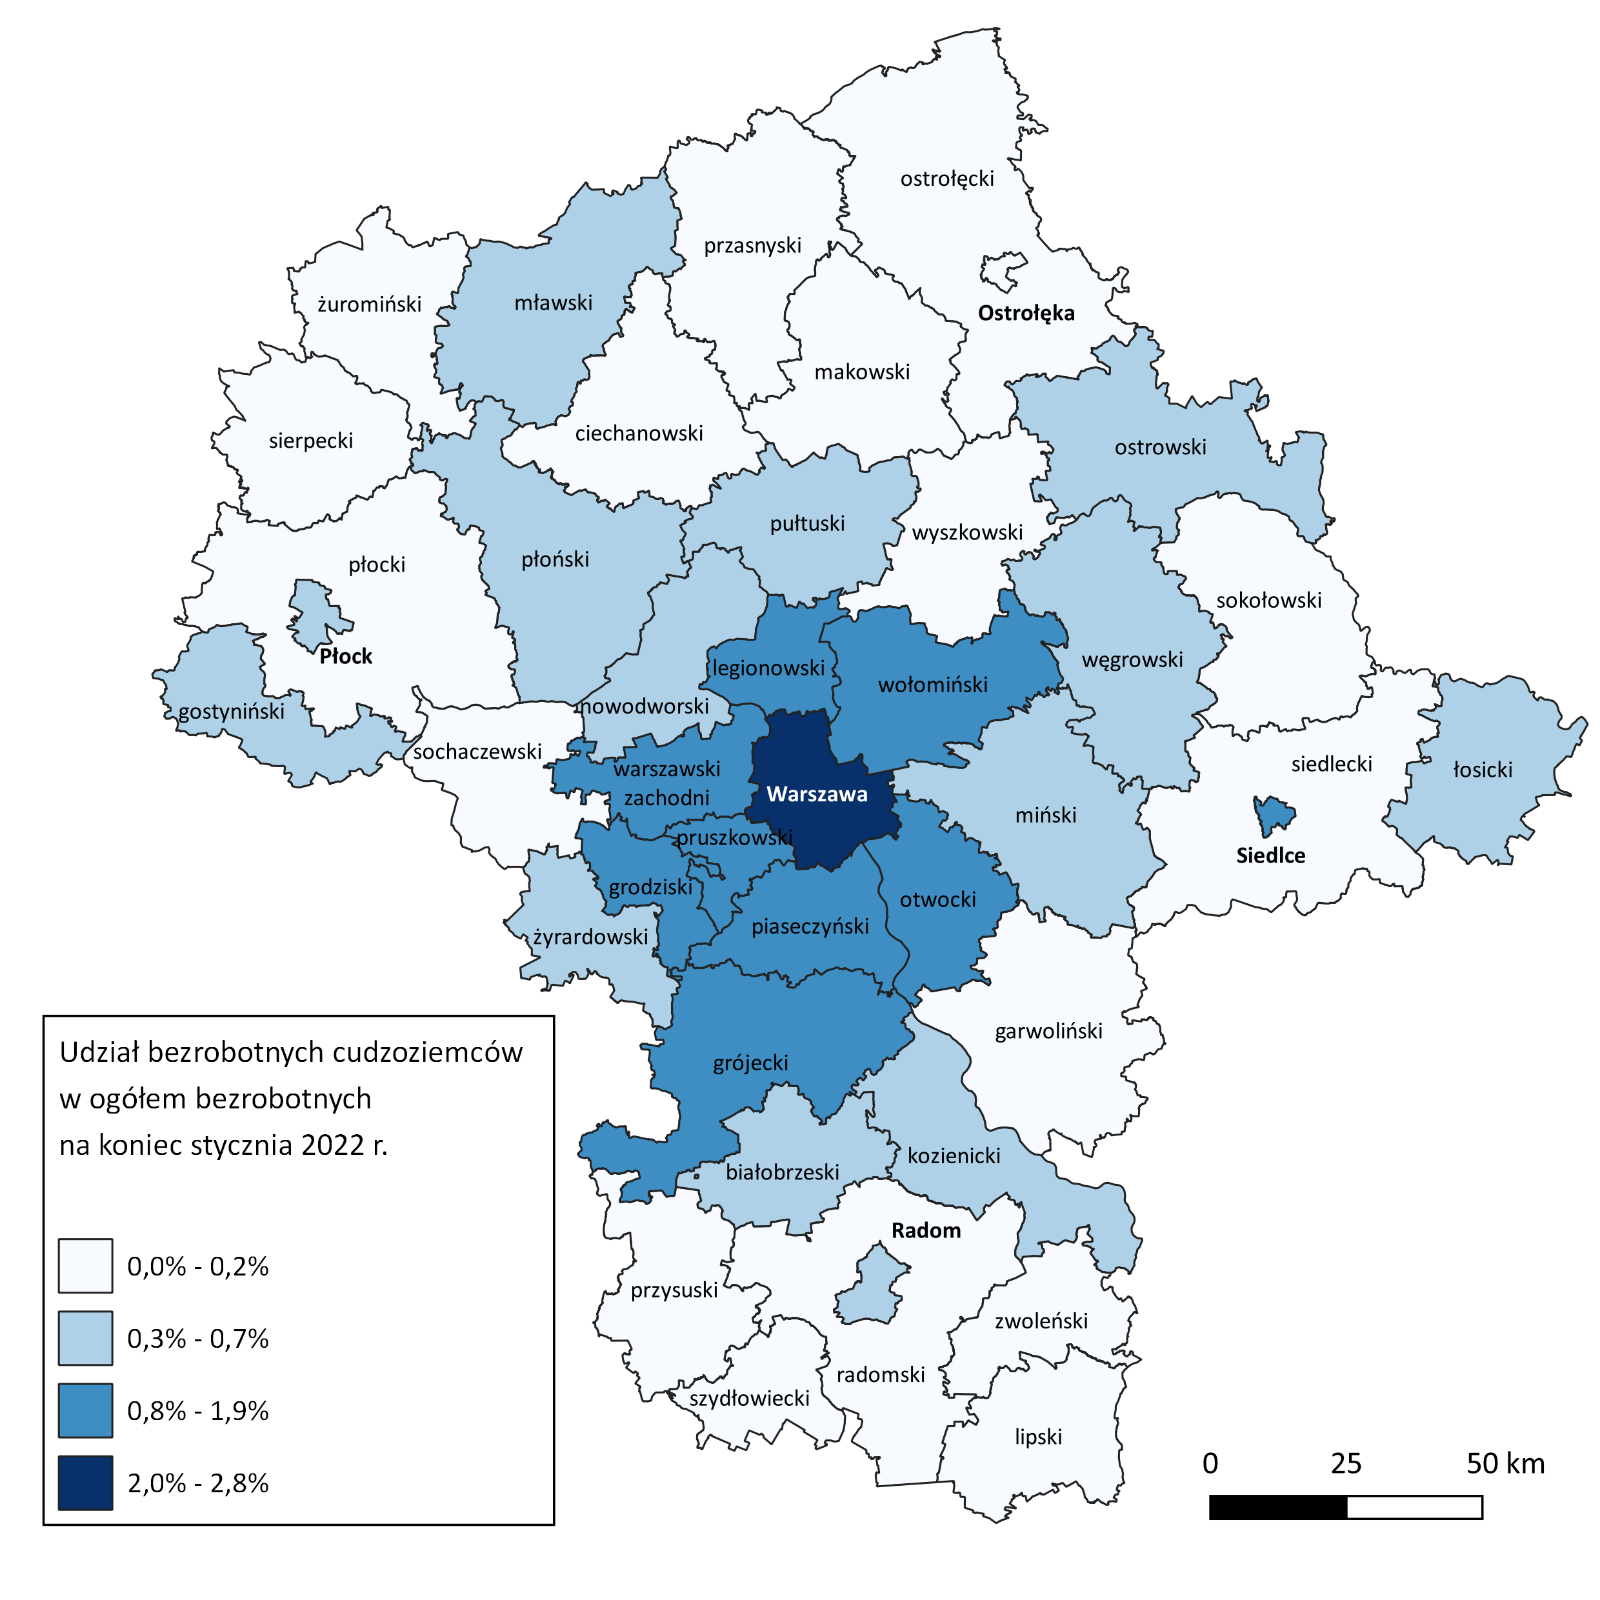 ostrołęcki
przasnyski
żuromiński
mławski
Ostrołęka
makowski
sierpecki
ciechanowski
ostrowski
pułtuski
wyszkowski
płocki
płoński
sokołowski
Płock
legionowski
wołomiński
węgrowski
gostyniński
nowodworski
sochaczewski
warszawski
zachodni
Warszawa
siedlecki
łosicki
miński
pruszkowski
Siedlce
grodziski
otwocki
żyrardowski
piaseczyński
garwoliński
grójecki
kozienicki
białobrzeski
Radom
przysuski
zwoleński
radomski
szydłowiecki
lipski
Udział bezrobotnych cudzoziemców
w ogółem bezrobotnych
na koniec stycznia 2022 r.
0,0% - 0,2%
0,3% - 0,7%
0,8% - 1,9%
2,0% - 2,8%
0 25 50 km